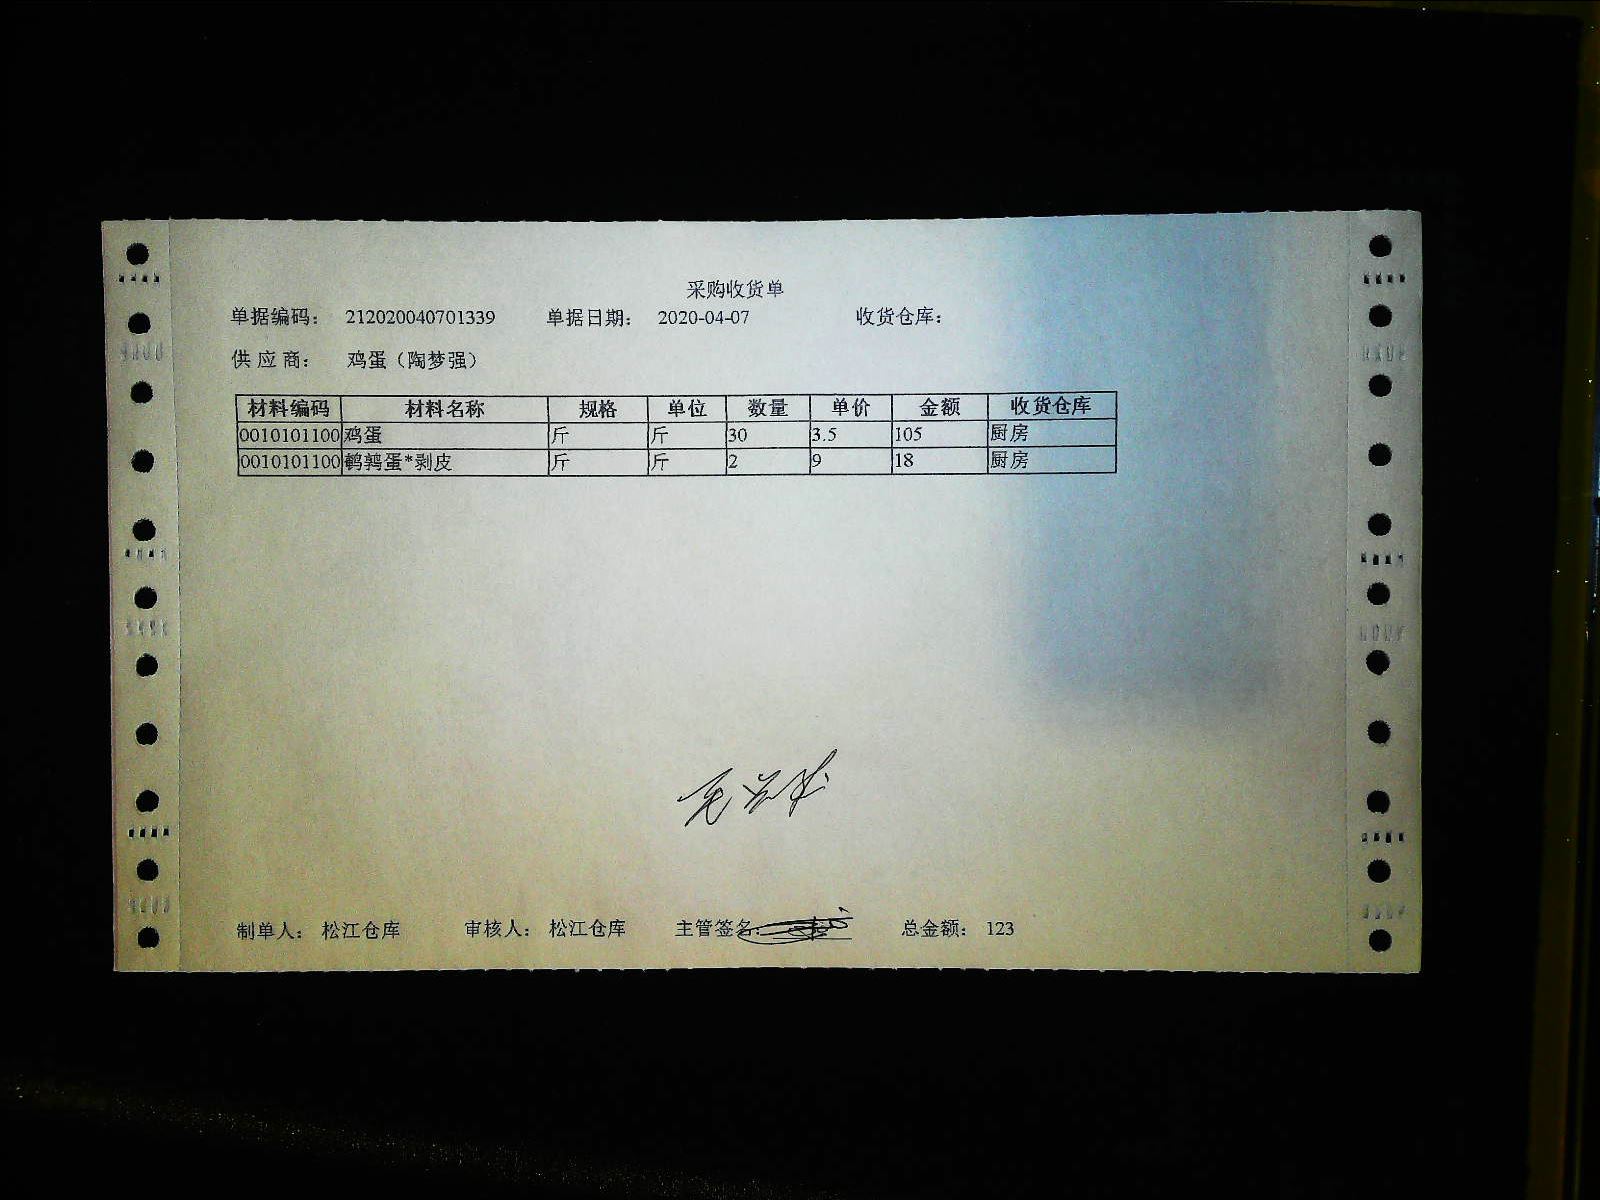 采购收货单
单据编码： 212020040701339 单据日期： 2020-04-07 收货仓库：
供 应 商： 鸡蛋（陶梦强）
材料编码 材料名称 规格 单位 数量 单价 金额 收货仓库
0010101100 鸡蛋 斤 斤 30 3.5 105 厨房
0010101100 鹌鹑蛋*剥皮 斤 斤 2 9 18 厨房
制单人： 松江仓库 审核人： 松江仓库 主管签名： 总金额： 123